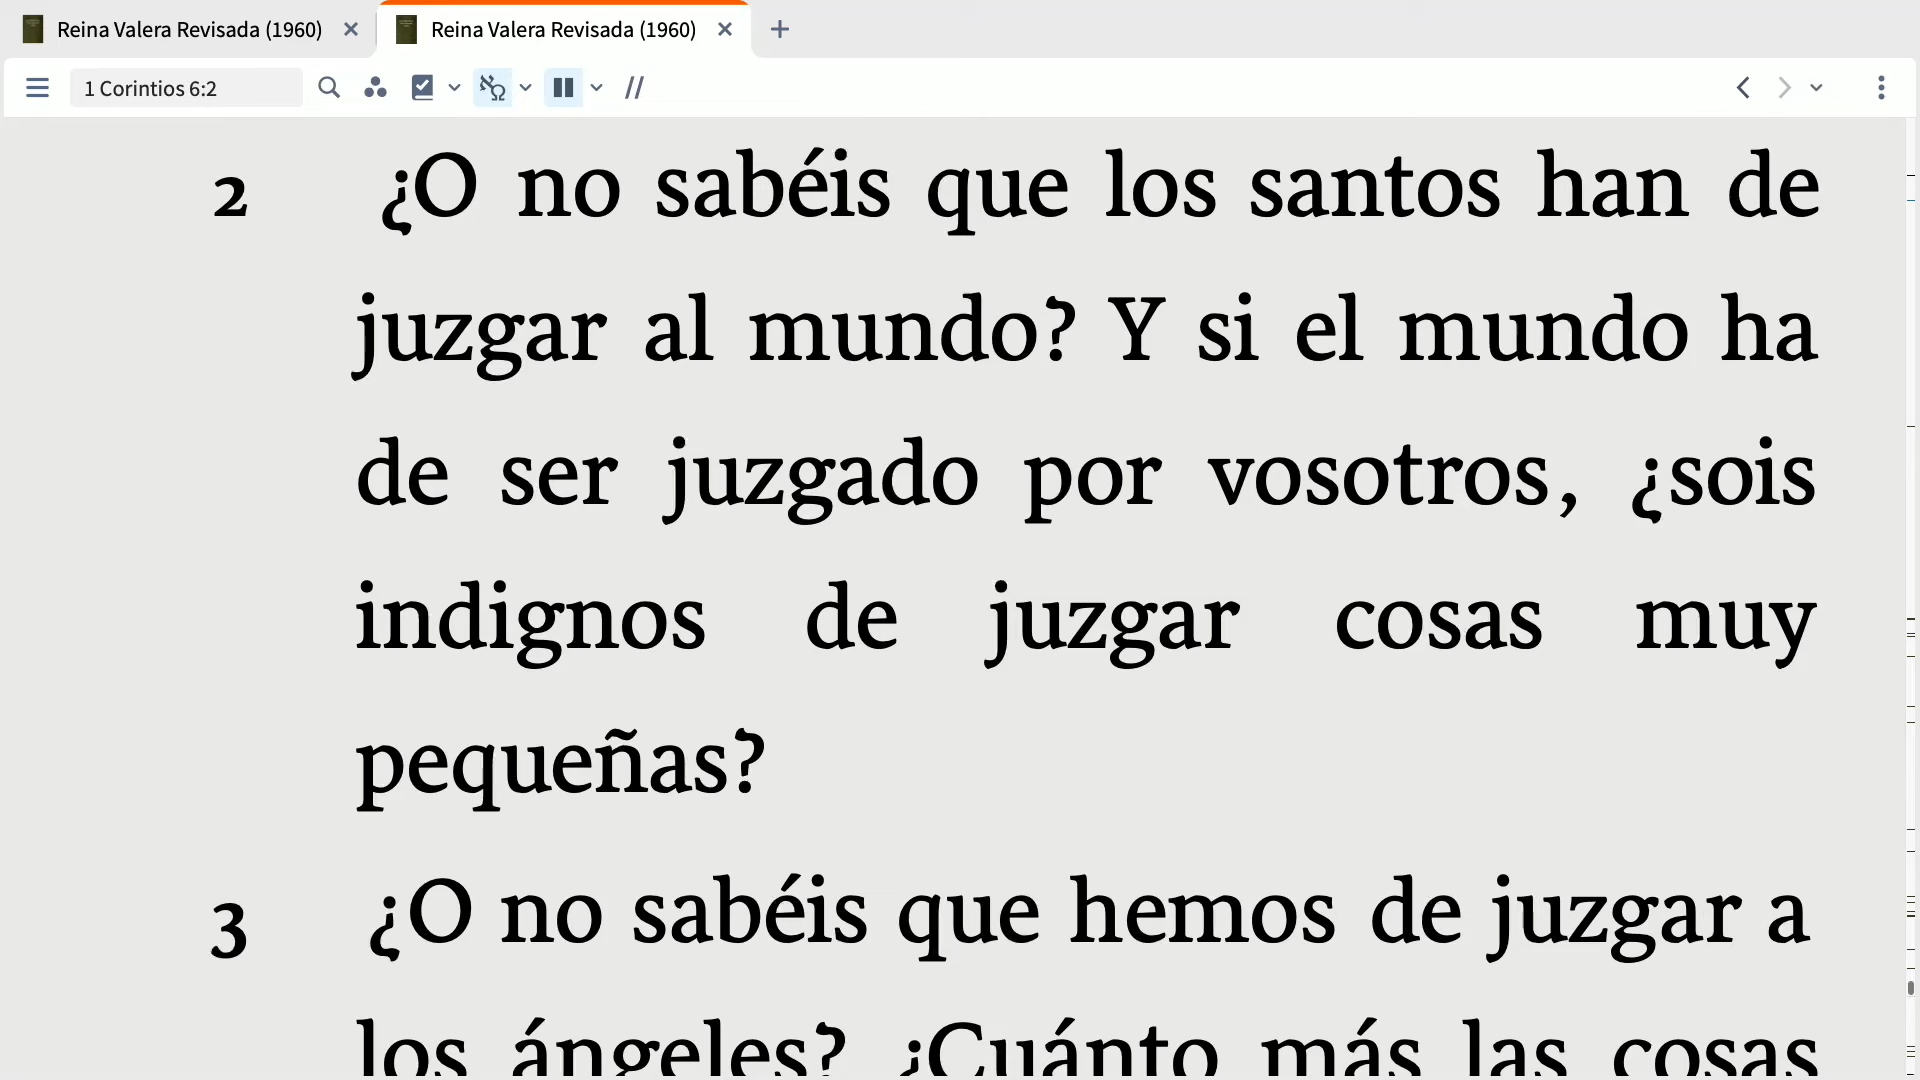 Reina Valera Revisada (1960)
Reina Valera Revisada (1960)
1 Corintios 6:2
2 ¿O no sabéis que los santos han de
juzgar al mundo? Y si el mundo ha
de ser juzgado por vosotros, ¿sois
indignos de juzgar cosas muy
pequeñas?
3 ¿O no sabéis que hemos de juzgar a
los ángeles? ¿Cuánto más las cosas